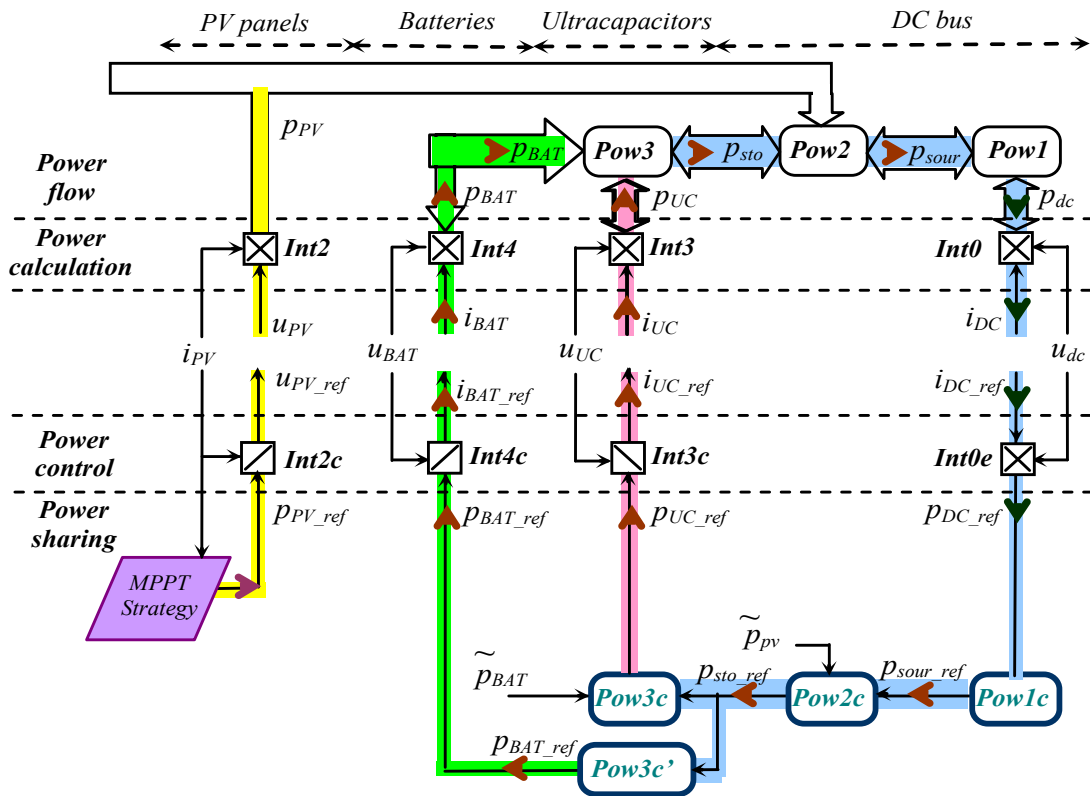 PV panels Batteries Ultracapacitors DC bus
p_PV
Power flow
p_BAT Pow3 p_sto Pow2 p_sour Pow1
p_BAT p_UC p_dc
Power calculation
Int2 Int4 Int3 Int0
u_PV i_BAT i_UC i_DC
i_PV u_BAT u_UC u_dc
u_PV_ref i_BAT_ref i_UC_ref i_DC_ref
Power control
Int2c Int4c Int3c Int0e
Power sharing
p_PV_ref p_BAT_ref p_UC_ref p_DC_ref
MPPT
Strategy
p̃_pv
p̃_BAT p_sto_ref p_sour_ref
Pow3c Pow2c Pow1c
p_BAT_ref Pow3c’